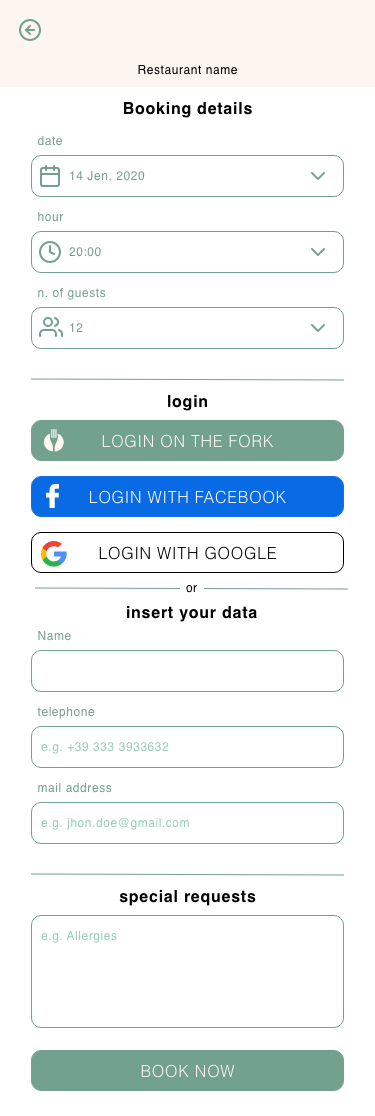 Restaurant name
Booking details
date
14 Jen, 2020
hour
20:00
n. of guests
12
login
LOGIN ON THE FORK
LOGIN WITH FACEBOOK
LOGIN WITH GOOGLE
or
insert your data
Name
telephone
e.g. +39 333 3933632
mail address
e.g. jhon.doe@gmail.com
special requests
e.g. Allergies
BOOK NOW